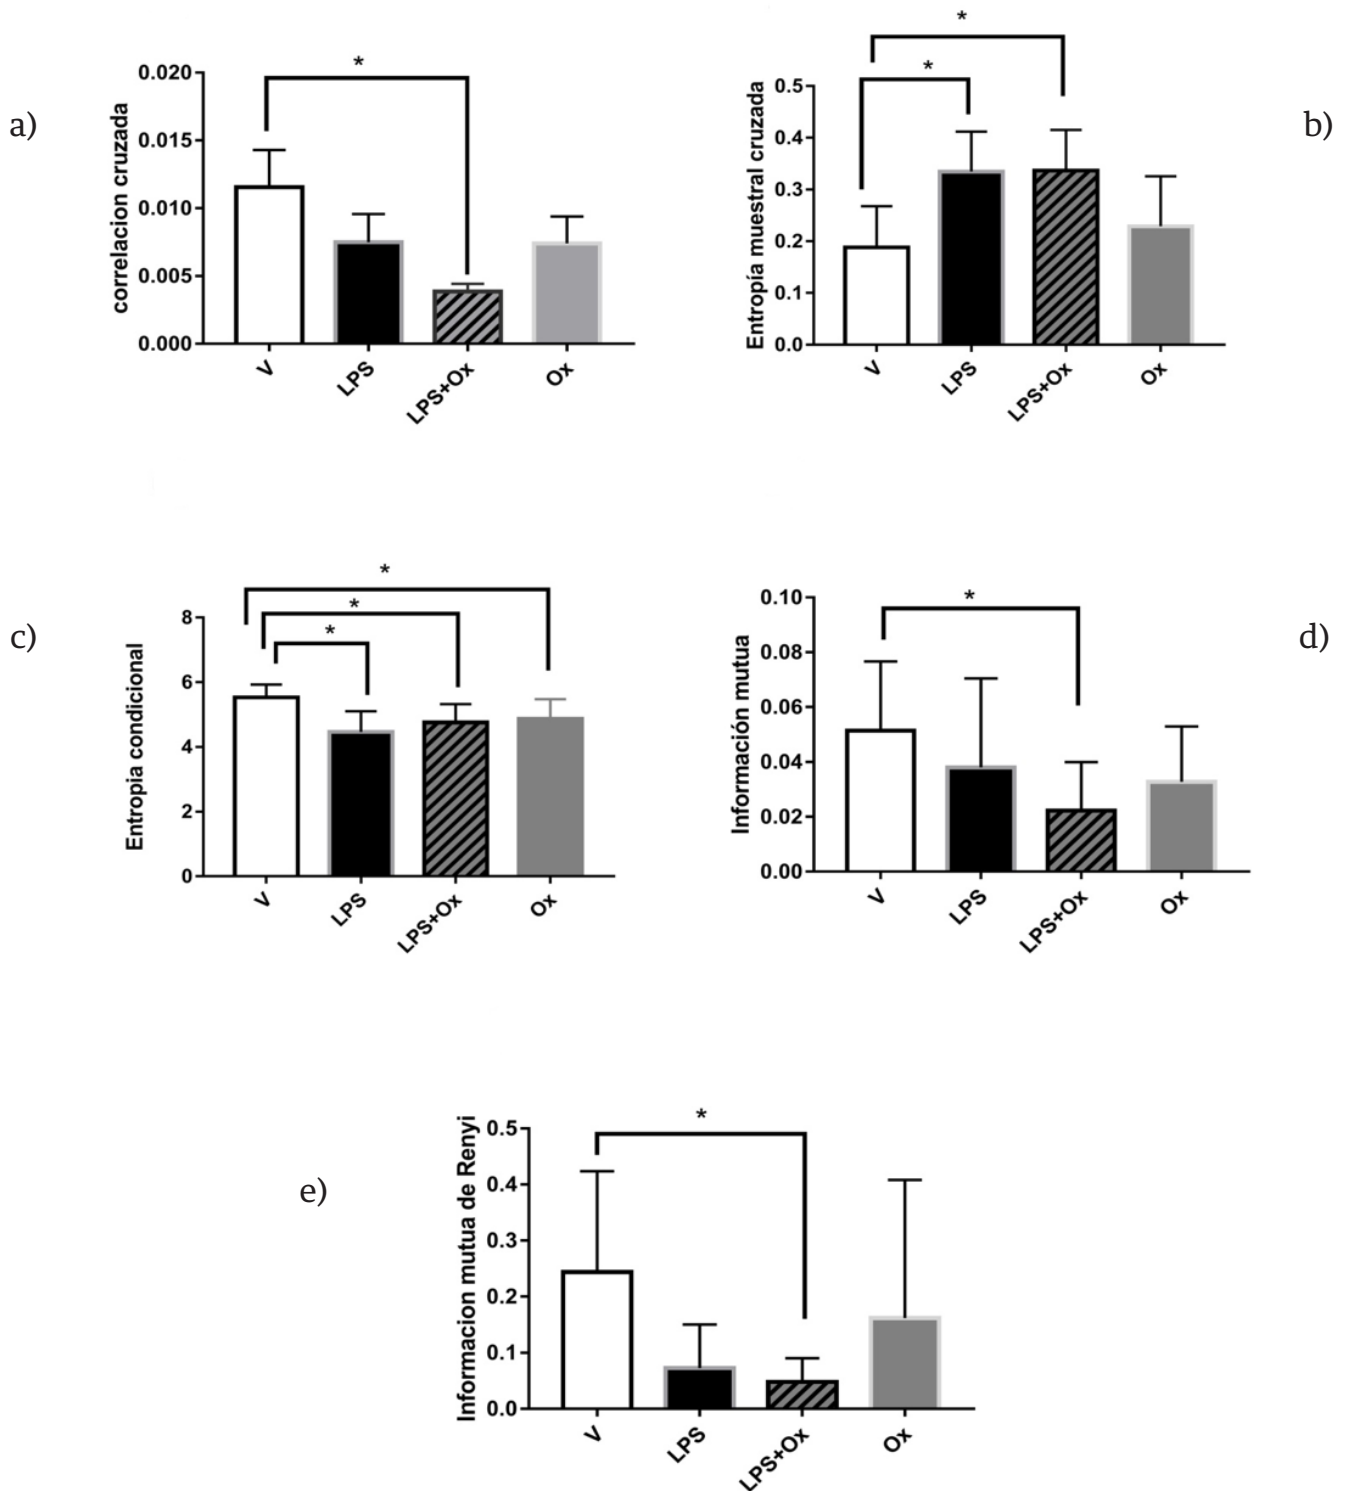 a)
correlacion cruzada
*
0.020
0.015
0.010
0.005
0.000
V
LPS
LPS+Ox
Ox
b)
Entropía muestral cruzada
*
*
0.5
0.4
0.3
0.2
0.1
0.0
V
LPS
LPS+Ox
Ox
c)
Entropia condicional
*
*
*
8
6
4
2
0
V
LPS
LPS+Ox
Ox
d)
Información mutua
*
0.10
0.08
0.06
0.04
0.02
0.00
V
LPS
LPS+Ox
Ox
e)
Informacion mutua de Renyi
*
0.5
0.4
0.3
0.2
0.1
0.0
V
LPS
LPS+Ox
Ox